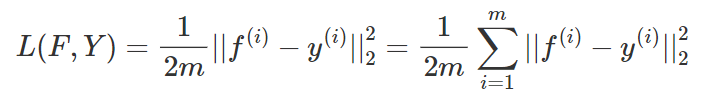 L(F, Y) = \frac{1}{2m} ||f^{(i)} − y^{(i)}||_2^2 = \frac{1}{2m} \sum_{i=1}^{m} ||f^{(i)} − y^{(i)}||_2^2